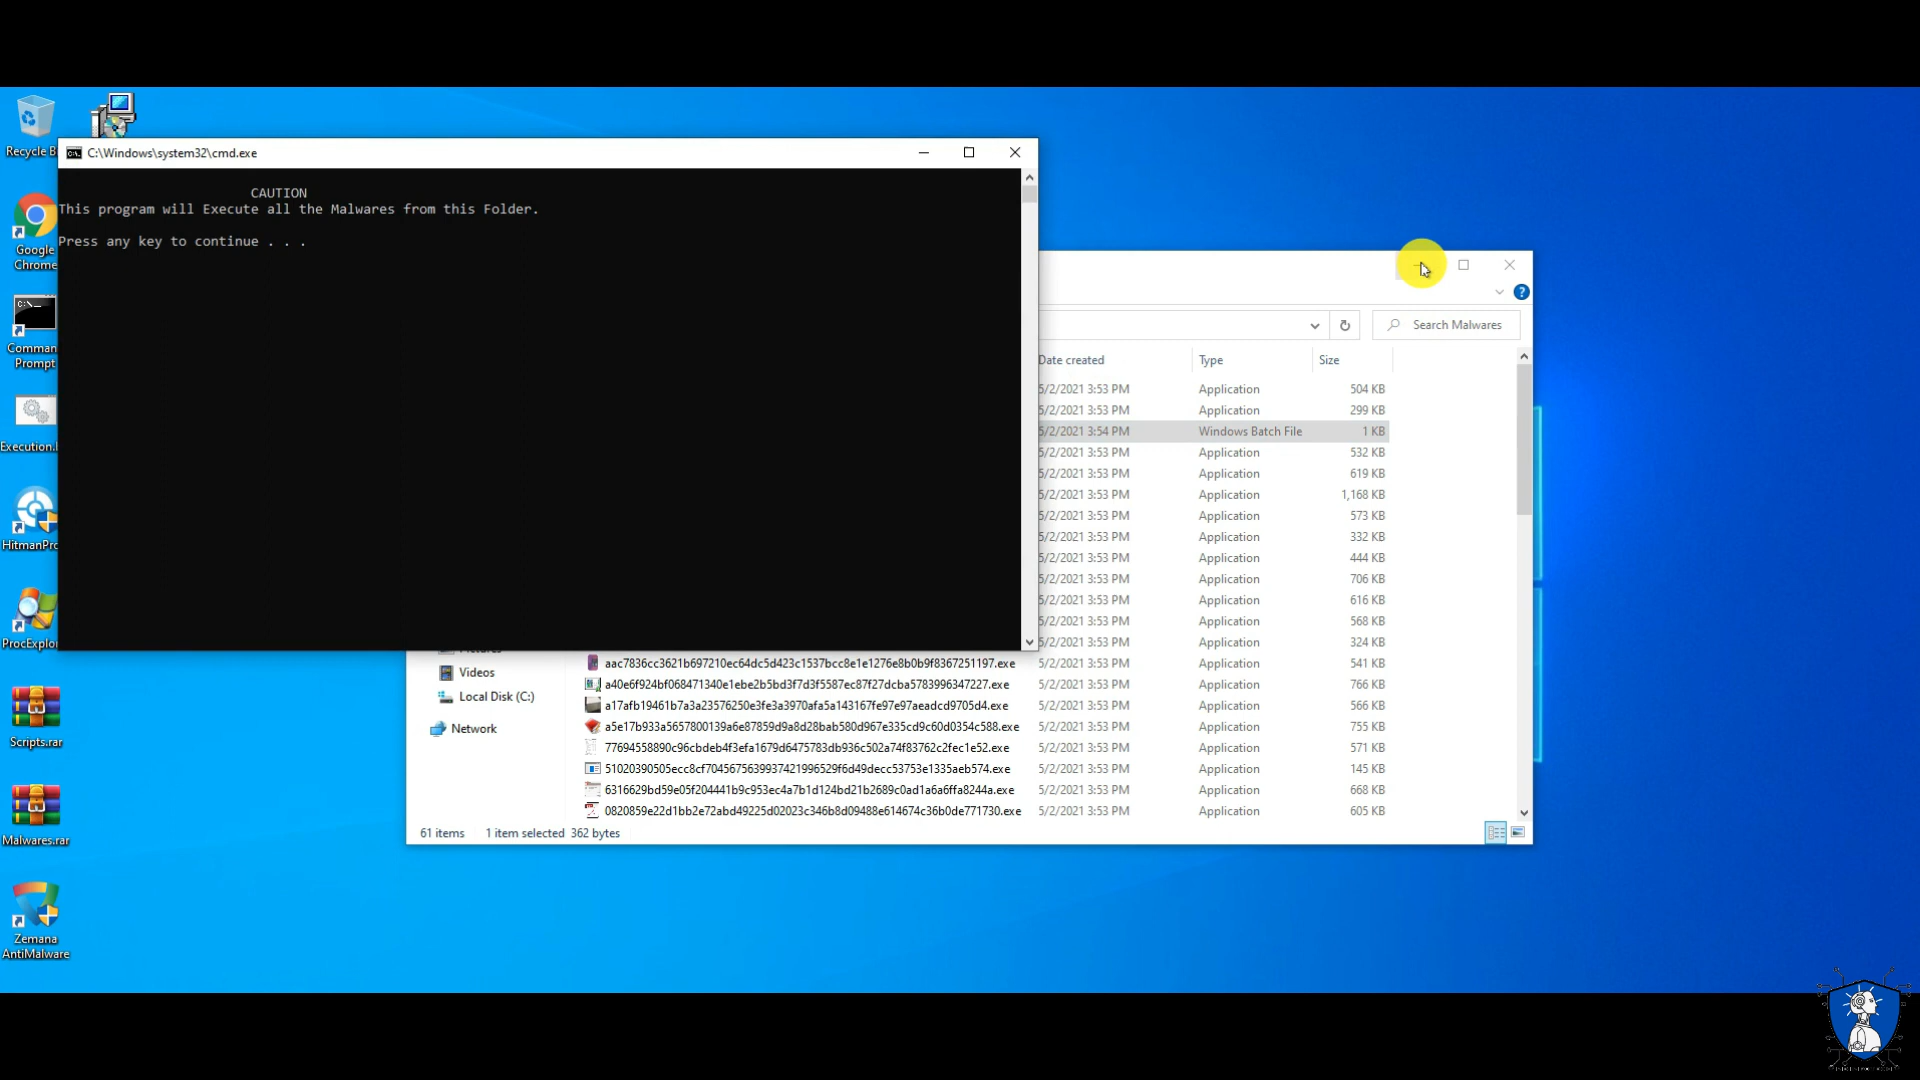 Recycle B
C:\Windows\system32\cmd.exe
CAUTION
This program will Execute all the Malwares from this Folder.
Press any key to continue . . .
Google
Chrome
Comman
Prompt
Execution.
HitmanPro
ProcExplo
Scripts.rar
Malwares.rar
Zemana
AntiMalware
Search Malwares
Date created Type Size
5/2/2021 3:53 PM Application 504 KB
5/2/2021 3:53 PM Application 299 KB
5/2/2021 3:54 PM Windows Batch File 1 KB
5/2/2021 3:53 PM Application 532 KB
5/2/2021 3:53 PM Application 619 KB
5/2/2021 3:53 PM Application 1,168 KB
5/2/2021 3:53 PM Application 573 KB
5/2/2021 3:53 PM Application 332 KB
5/2/2021 3:53 PM Application 444 KB
5/2/2021 3:53 PM Application 706 KB
5/2/2021 3:53 PM Application 616 KB
5/2/2021 3:53 PM Application 568 KB
5/2/2021 3:53 PM Application 324 KB
aac7836cc3621b697210ec64dc5d423c1537bcc8e1e1276e8b0b9f8367251197.exe 5/2/2021 3:53 PM Application 541 KB
a40e6f924bf068471340e1ebe2b5bd3f7d3f5587ec87f27dcba5783996347227.exe 5/2/2021 3:53 PM Application 766 KB
a17afb19461b7a3a23576250e3fe3a3970afa5a143167fe97e97aeadcd9705d4.exe 5/2/2021 3:53 PM Application 566 KB
a5e17b933a5657800139a6e87859d9a8d28bab580d967e335cd9c60d0354c588.exe 5/2/2021 3:53 PM Application 755 KB
77694558890c96cbdeb4f3efa1679d6475783db936c502a74f83762c2fec1e52.exe 5/2/2021 3:53 PM Application 571 KB
51020390505ecc8cf7045675639937421996529f6d49decc53753e1335aeb574.exe 5/2/2021 3:53 PM Application 145 KB
6316629bd59e05f204441b9c953ec4a7b1d124bd21b2689c0ad1a6a6ffa8244a.exe 5/2/2021 3:53 PM Application 668 KB
0820859e22d1bb2e72abd49225d02023c346b8d09488e614674c36b0de771730.exe 5/2/2021 3:53 PM Application 605 KB
Videos
Local Disk (C:)
Network
61 items 1 item selected 362 bytes